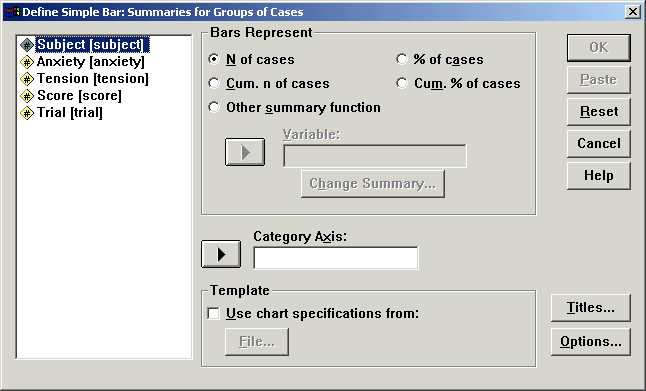 Define Simple Bar: Summaries for Groups of Cases
Subject [subject]
Anxiety [anxiety]
Tension [tension]
Score [score]
Trial [trial]
Bars Represent
N of cases
% of cases
Cum. n of cases
Cum. % of cases
Other summary function
Variable:
Change Summary...
Category Axis:
Template
Use chart specifications from:
File...
OK
Paste
Reset
Cancel
Help
Titles...
Options...